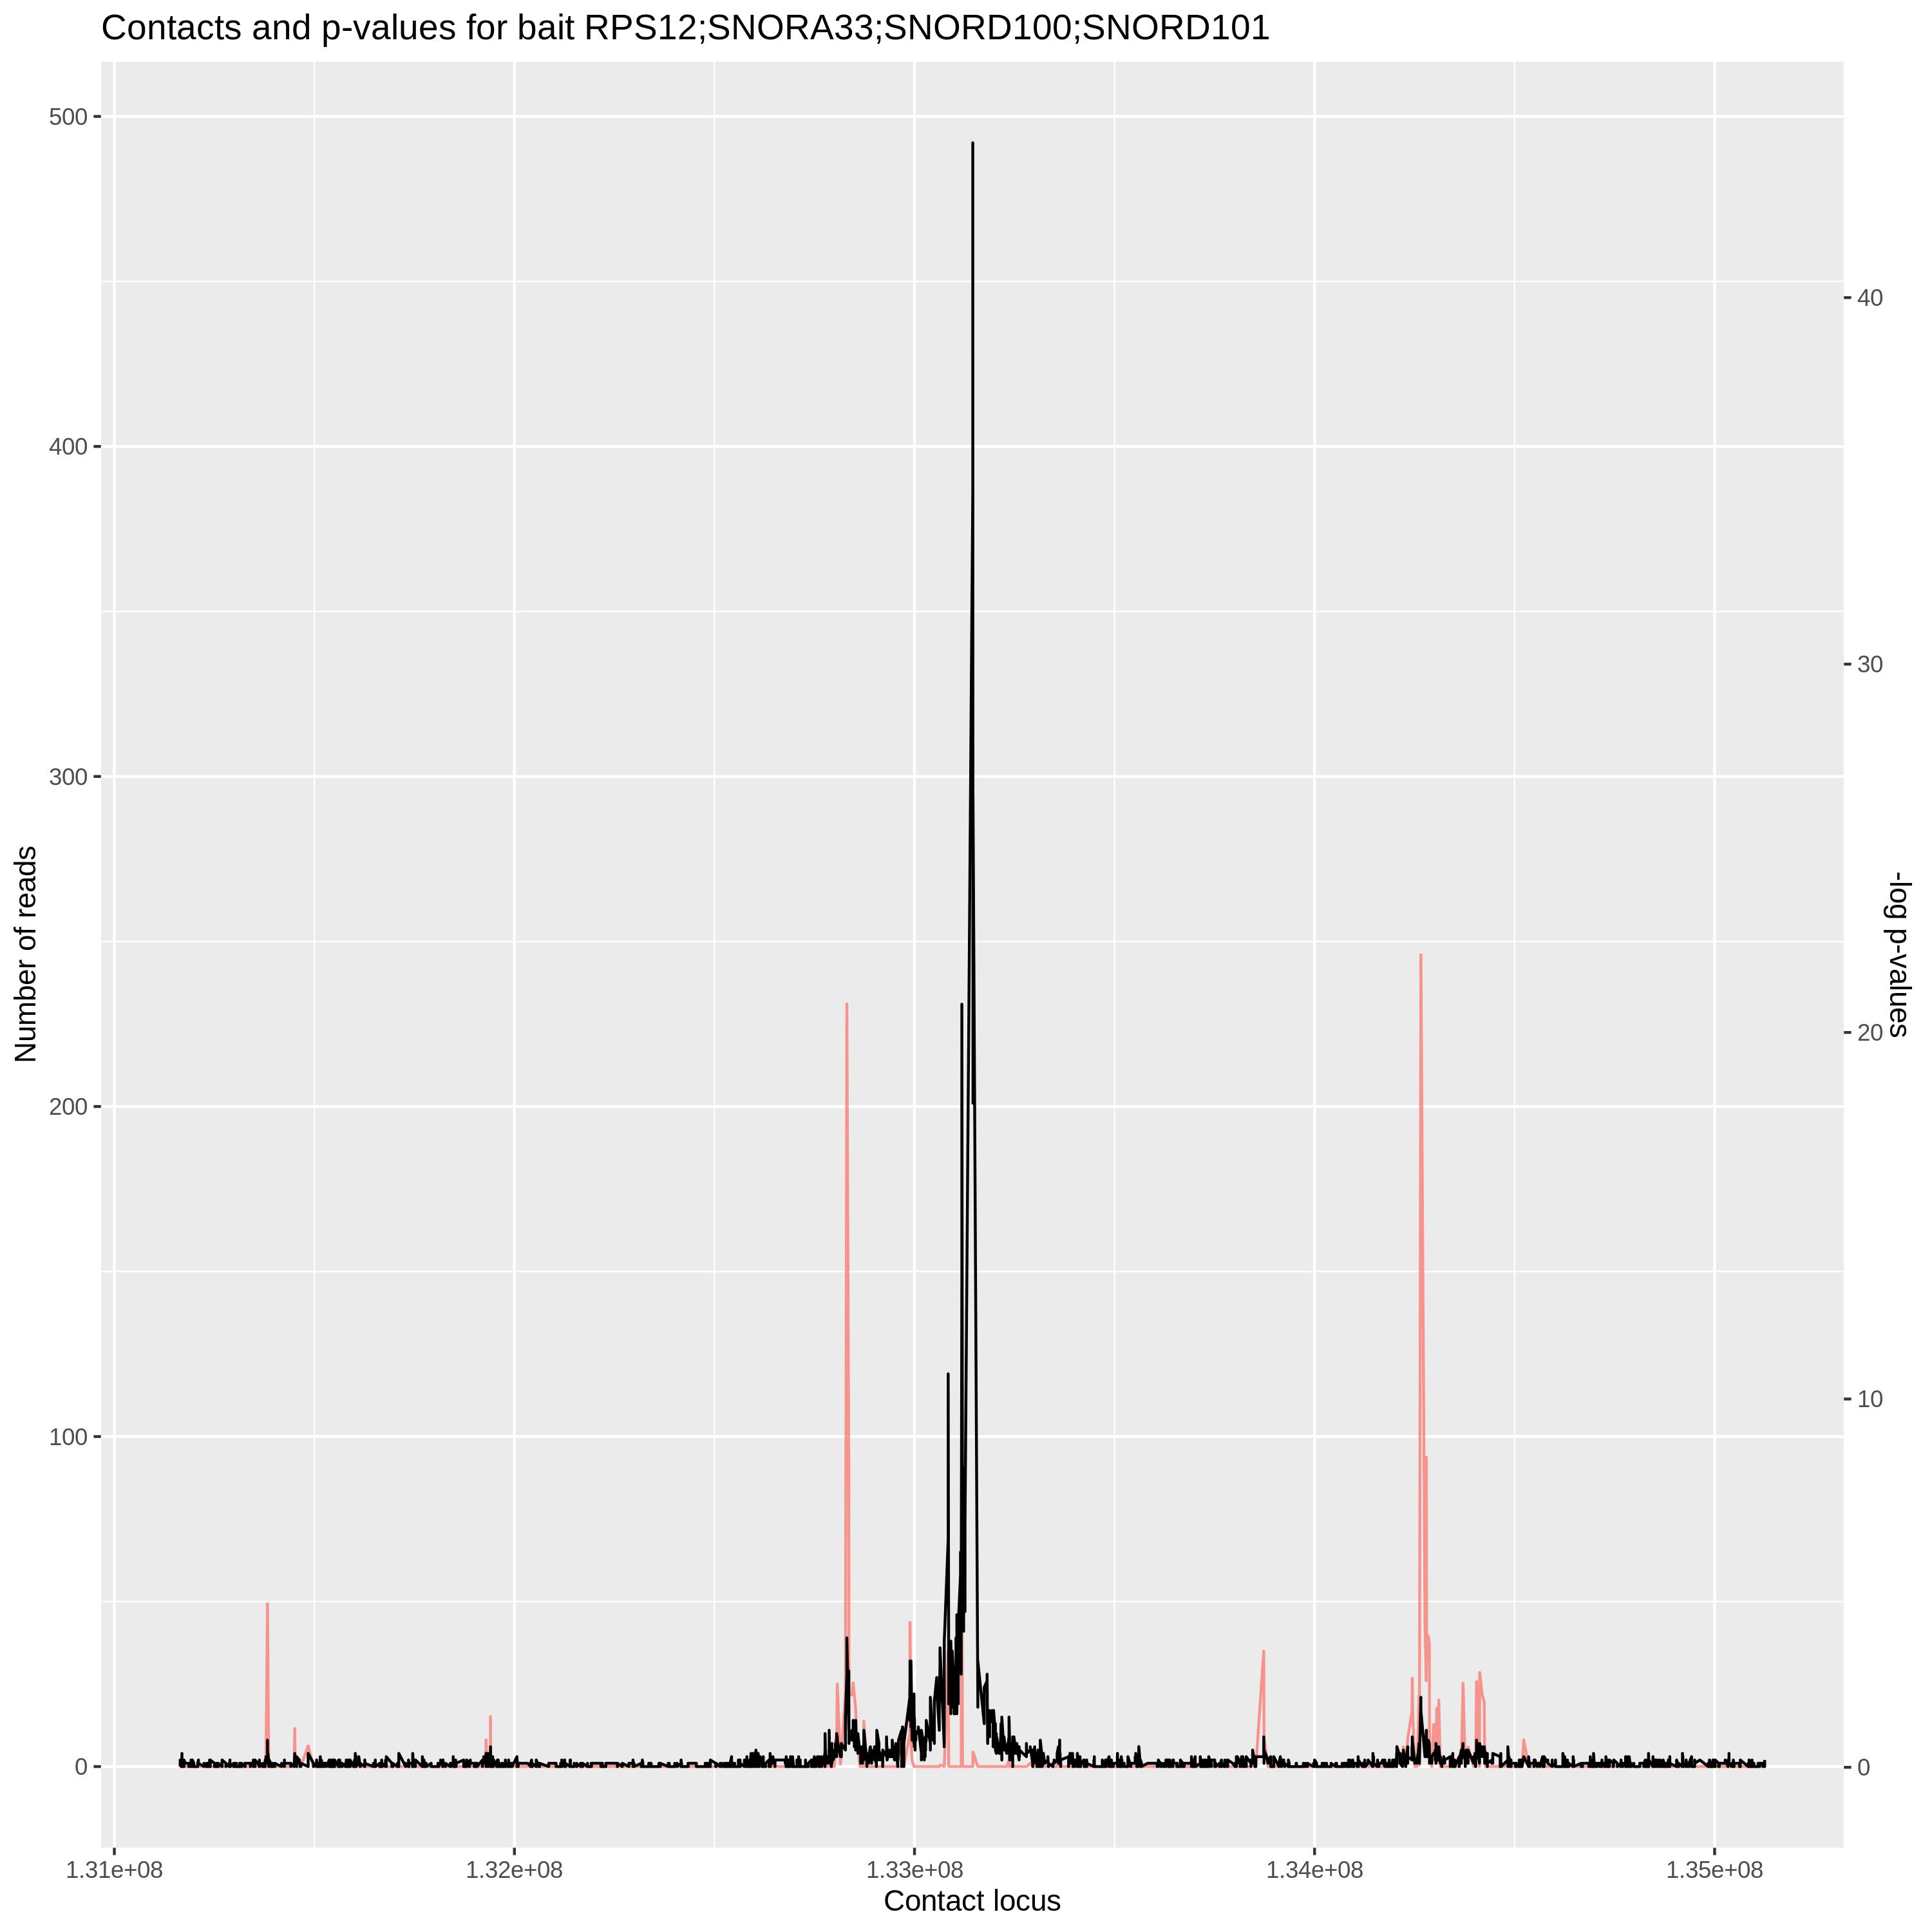 Contacts and p-values for bait RPS12;SNORA33;SNORD100;SNORD101
500
400
300
200
100
0
Number of reads
40
30
20
10
0
-log p-values
1.31e+08 1.32e+08 1.33e+08 1.34e+08 1.35e+08
Contact locus